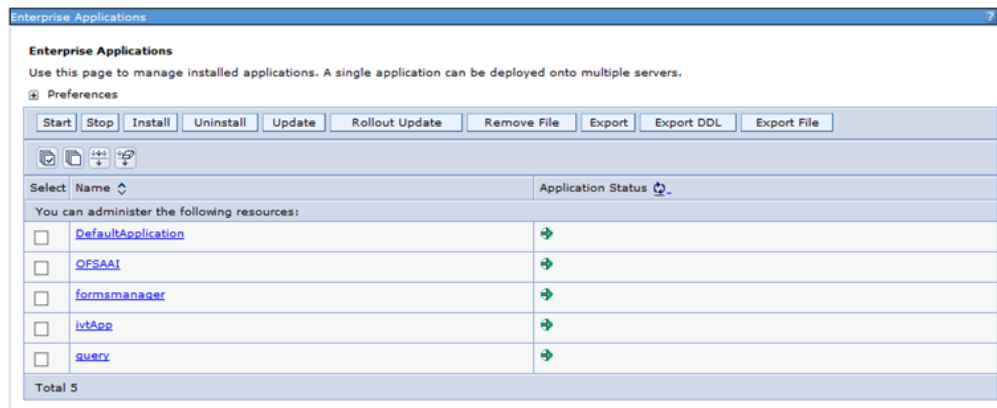 Enterprise Applications ?
Enterprise Applications
Use this page to manage installed applications. A single application can be deployed onto multiple servers.
Preferences
Start Stop Install Uninstall Update Rollout Update Remove File Export Export DDL Export File
Select Name Application Status
You can administer the following resources:
DefaultApplication
OFSAAI
formsmanager
ivtApp
query
Total 5